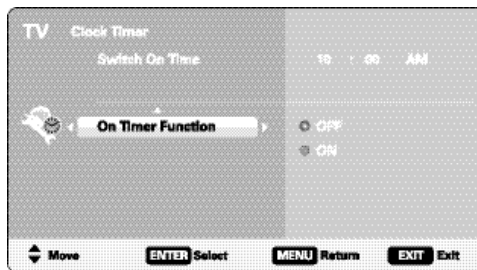 TV Clock Timer
Switch On Time 10 : 00 AM
On Timer Function OFF
ON
Move ENTER Select MENU Return EXIT Exit